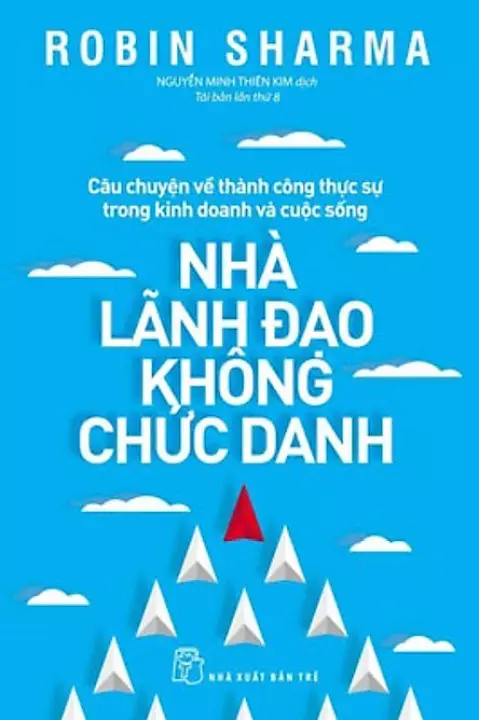 ROBIN SHARMA
NGUYỄN MINH THIÊN KIM dịch
Tái bản lần thứ 8
Câu chuyện về thành công thực sự
trong kinh doanh và cuộc sống
NHÀ
LÃNH ĐẠO
KHÔNG
CHỨC DANH
NHÀ XUẤT BẢN TRẺ